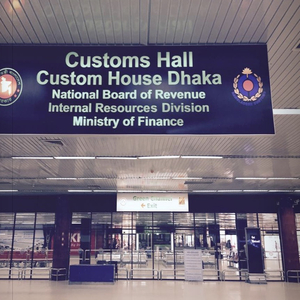 Customs Hall
Custom House Dhaka
National Board of Revenue
Internal Resources Division
Ministry of Finance